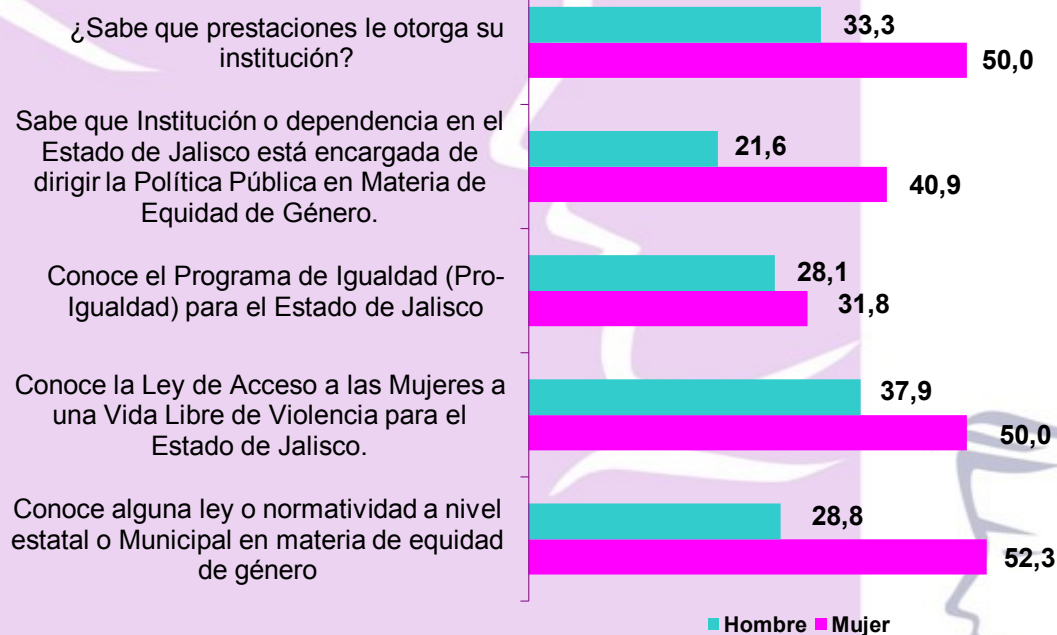 ¿Sabe que prestaciones le otorga su
institución?
33,3
50,0
Sabe que Institución o dependencia en el
Estado de Jalisco está encargada de
dirigir la Política Pública en Materia de
Equidad de Género.
21,6
40,9
Conoce el Programa de Igualdad (Pro-
Igualdad) para el Estado de Jalisco
28,1
31,8
Conoce la Ley de Acceso a las Mujeres a
una Vida Libre de Violencia para el
Estado de Jalisco.
37,9
50,0
Conoce alguna ley o normatividad a nivel
estatal o Municipal en materia de equidad
de género
28,8
52,3
Hombre Mujer